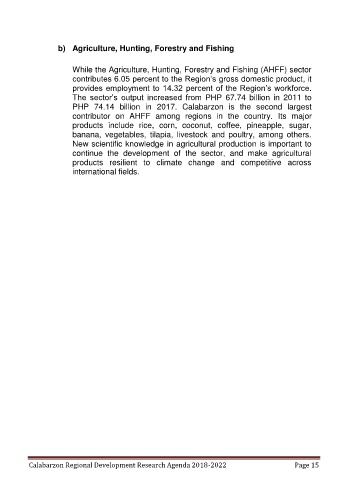 b) Agriculture, Hunting, Forestry and Fishing
While the Agriculture, Hunting, Forestry and Fishing (AHFF) sector
contributes 6.05 percent to the Region's gross domestic product, it
provides employment to 14.32 percent of the Region's workforce.
The sector's output increased from PHP 67.74 billion in 2011 to
PHP 74.14 billion in 2017. Calabarzon is the second largest
contributor on AHFF among regions in the country. Its major
products include rice, corn, coconut, coffee, pineapple, sugar,
banana, vegetables, tilapia, livestock and poultry, among others.
New scientific knowledge in agricultural production is important to
continue the development of the sector, and make agricultural
products resilient to climate change and competitive across
international fields.
Calabarzon Regional Development Research Agenda 2018-2022 Page 15